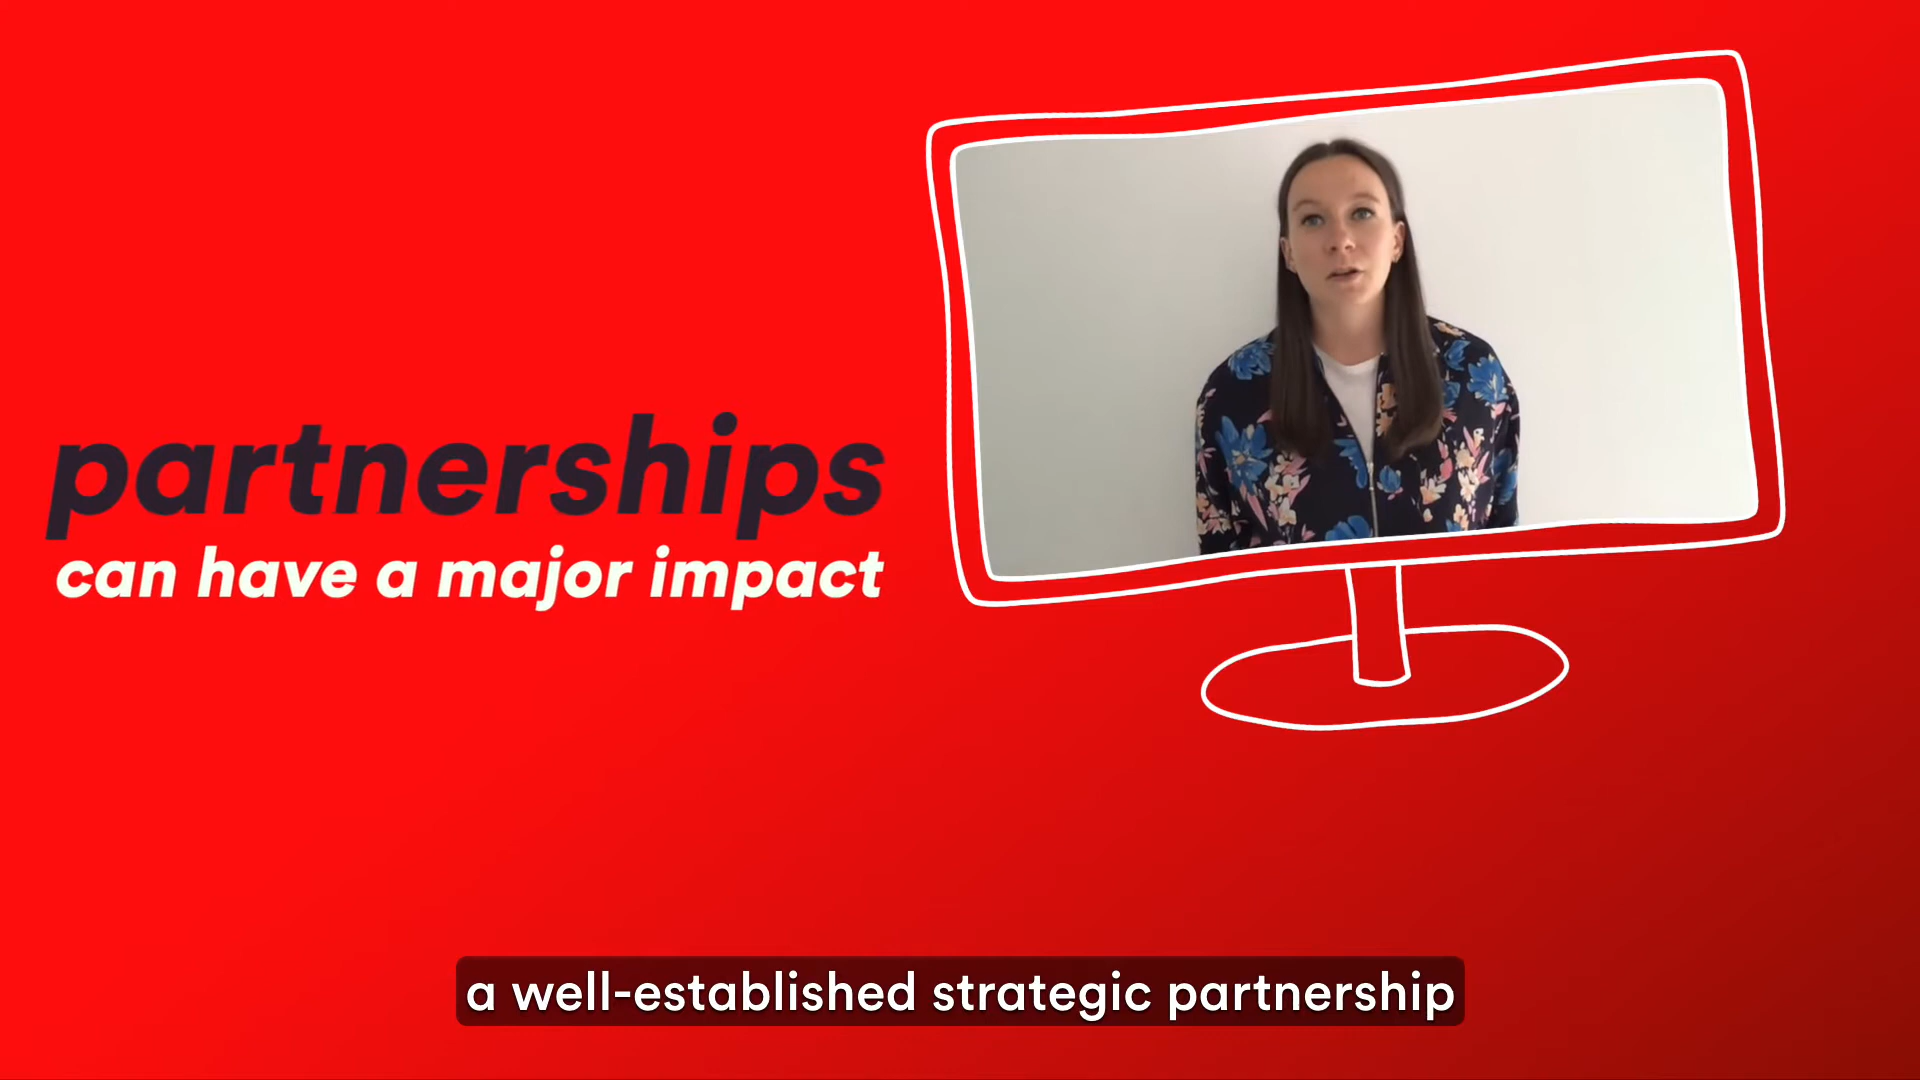 partnerships
can have a major impact
a well-established strategic partnership